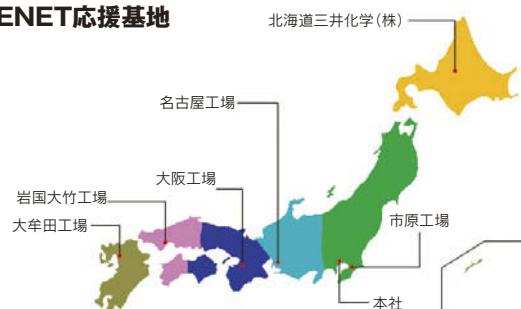 ENET応援基地
北海道三井化学(株)
名古屋工場
大阪工場
岩国大竹工場
大牟田工場
市原工場
本社